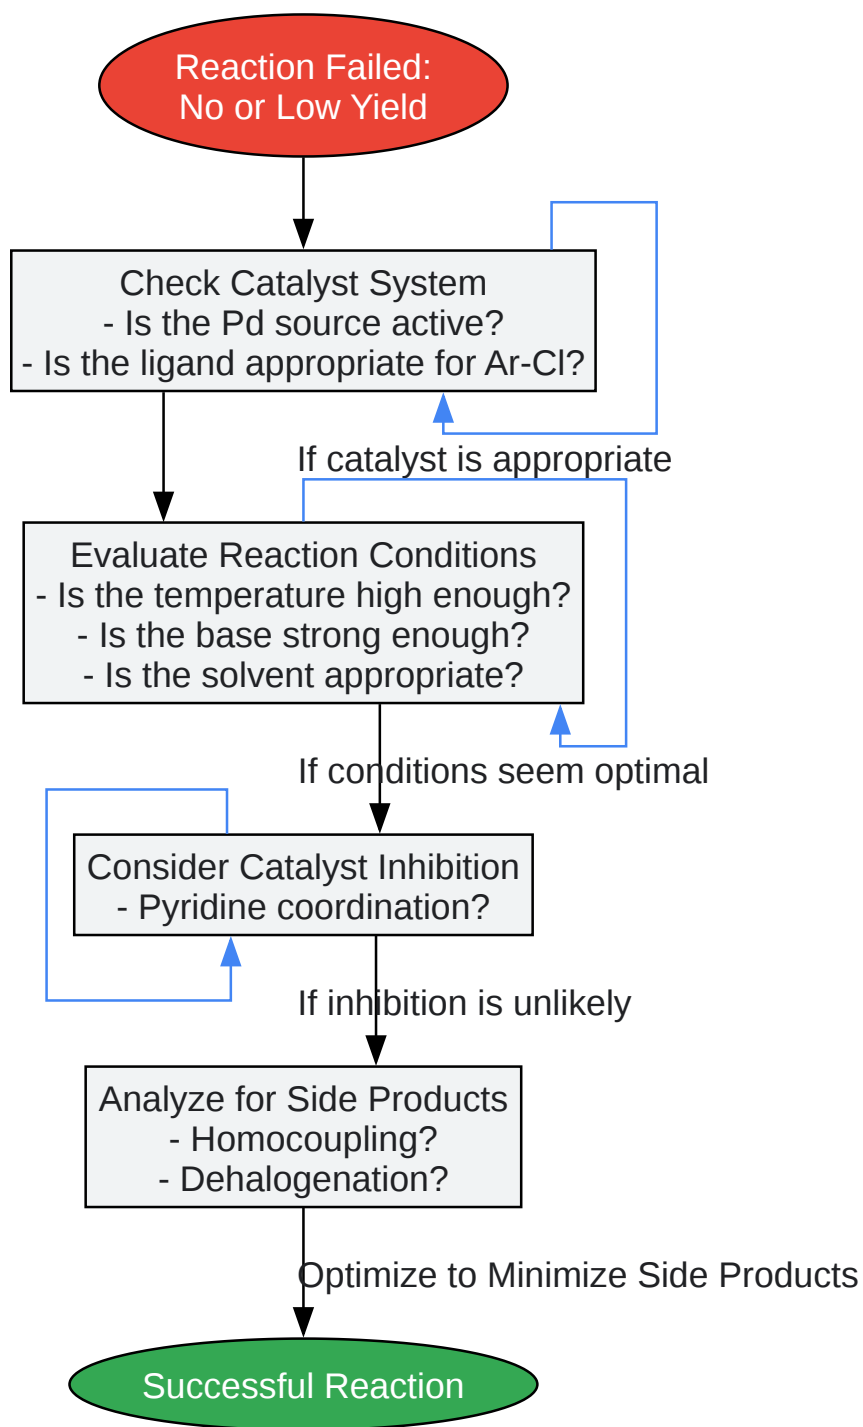 Reaction Failed:
No or Low Yield
Check Catalyst System
- Is the Pd source active?
- Is the ligand appropriate for Ar-Cl?
If catalyst is appropriate
Evaluate Reaction Conditions
- Is the temperature high enough?
- Is the base strong enough?
- Is the solvent appropriate?
If conditions seem optimal
Consider Catalyst Inhibition
- Pyridine coordination?
If inhibition is unlikely
Analyze for Side Products
- Homocoupling?
- Dehalogenation?
Optimize to Minimize Side Products
Successful Reaction